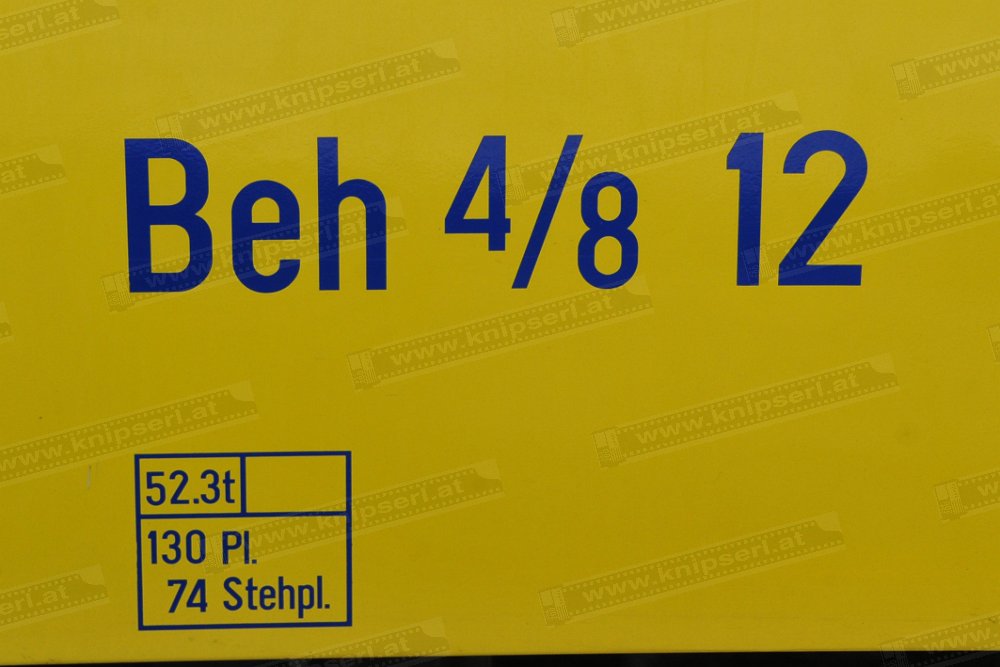 Beh 4/8 12
52.3t
130 Pl.
74 Stehpl.
www.knipserl.at